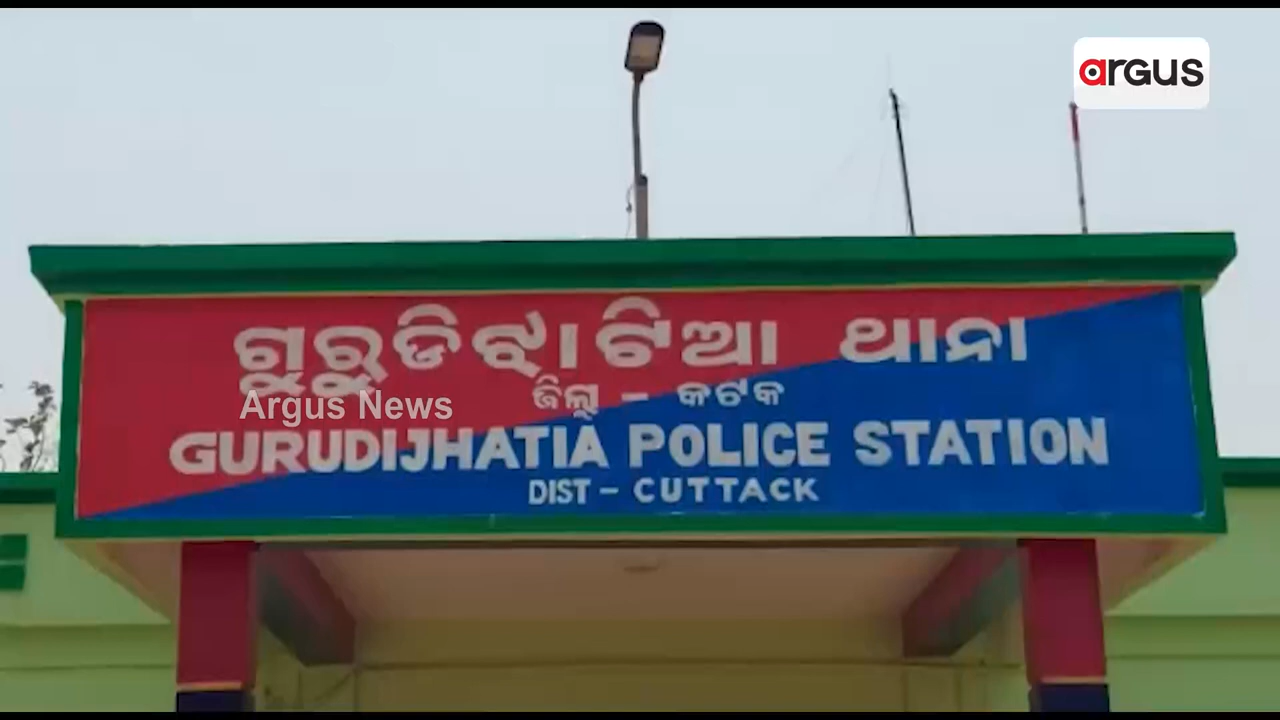 argus
ଗୁରୁଡିଝାଟିଆ ଥାନା
ଜିଲ୍ଲା - କଟକ
Argus News
GURUDIJHATIA POLICE STATION
DIST - CUTTACK